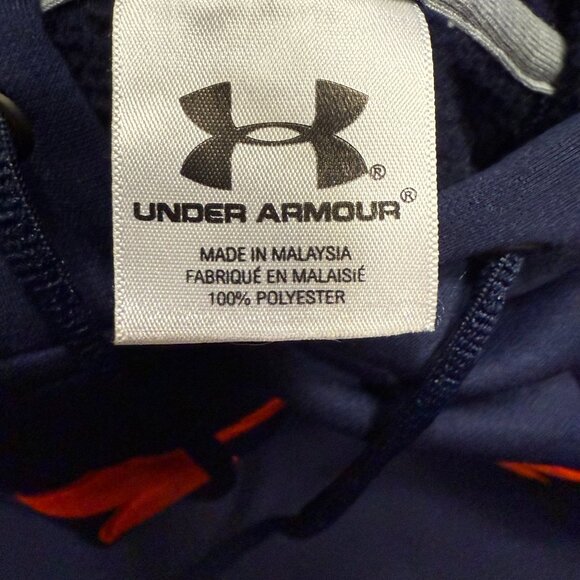 ®
UNDER ARMOUR®
MADE IN MALAYSIA
FABRIQUÉ EN MALAISIÉ
100% POLYESTER